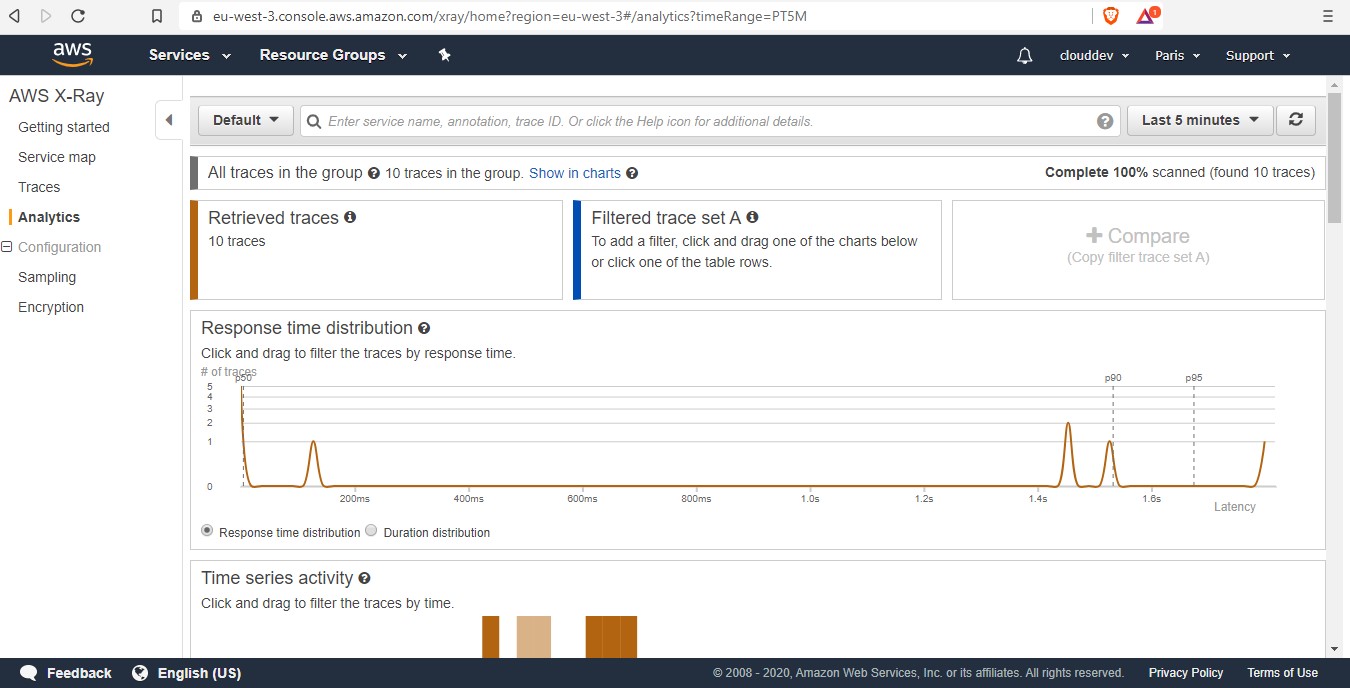 eu-west-3.console.aws.amazon.com/xray/home?region=eu-west-3#/analytics?timeRange=PT5M
1
aws Services Resource Groups clouddev Paris Support
AWS X-Ray
Getting started
Service map
Traces
Analytics
Configuration
Sampling
Encryption
Default Enter service name, annotation, trace ID. Or click the Help icon for additional details. ? Last 5 minutes
All traces in the group ? 10 traces in the group. Show in charts ? Complete 100% scanned (found 10 traces)
Retrieved traces i
10 traces
Filtered trace set A i
To add a filter, click and drag one of the charts below
or click one of the table rows.
+ Compare
(Copy filter trace set A)
Response time distribution ?
Click and drag to filter the traces by response time.
# of traces
p50 p90 p95
5
4
3
2
1
0
200ms 400ms 600ms 800ms 1.0s 1.2s 1.4s 1.6s
Latency
Response time distribution Duration distribution
Time series activity ?
Click and drag to filter the traces by time.
Feedback English (US) © 2008 - 2020, Amazon Web Services, Inc. or its affiliates. All rights reserved. Privacy Policy Terms of Use